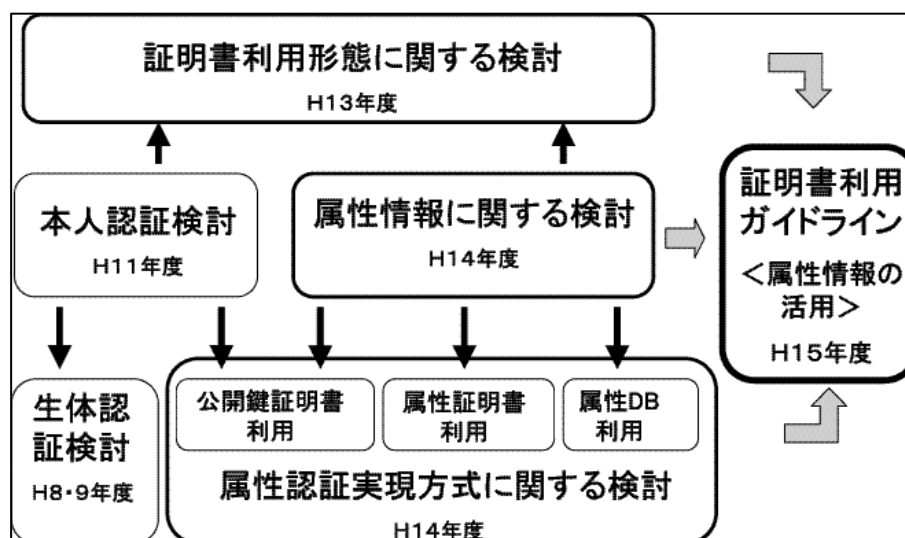 証明書利用形態に関する検討
H13年度
本人認証検討
H11年度
属性情報に関する検討
H14年度
証明書利用
ガイドライン
＜属性情報の
活用＞
H15年度
生体認
証検討
H8・9年度
公開鍵証明書
利用
属性証明書
利用
属性DB
利用
属性認証実現方式に関する検討
H14年度